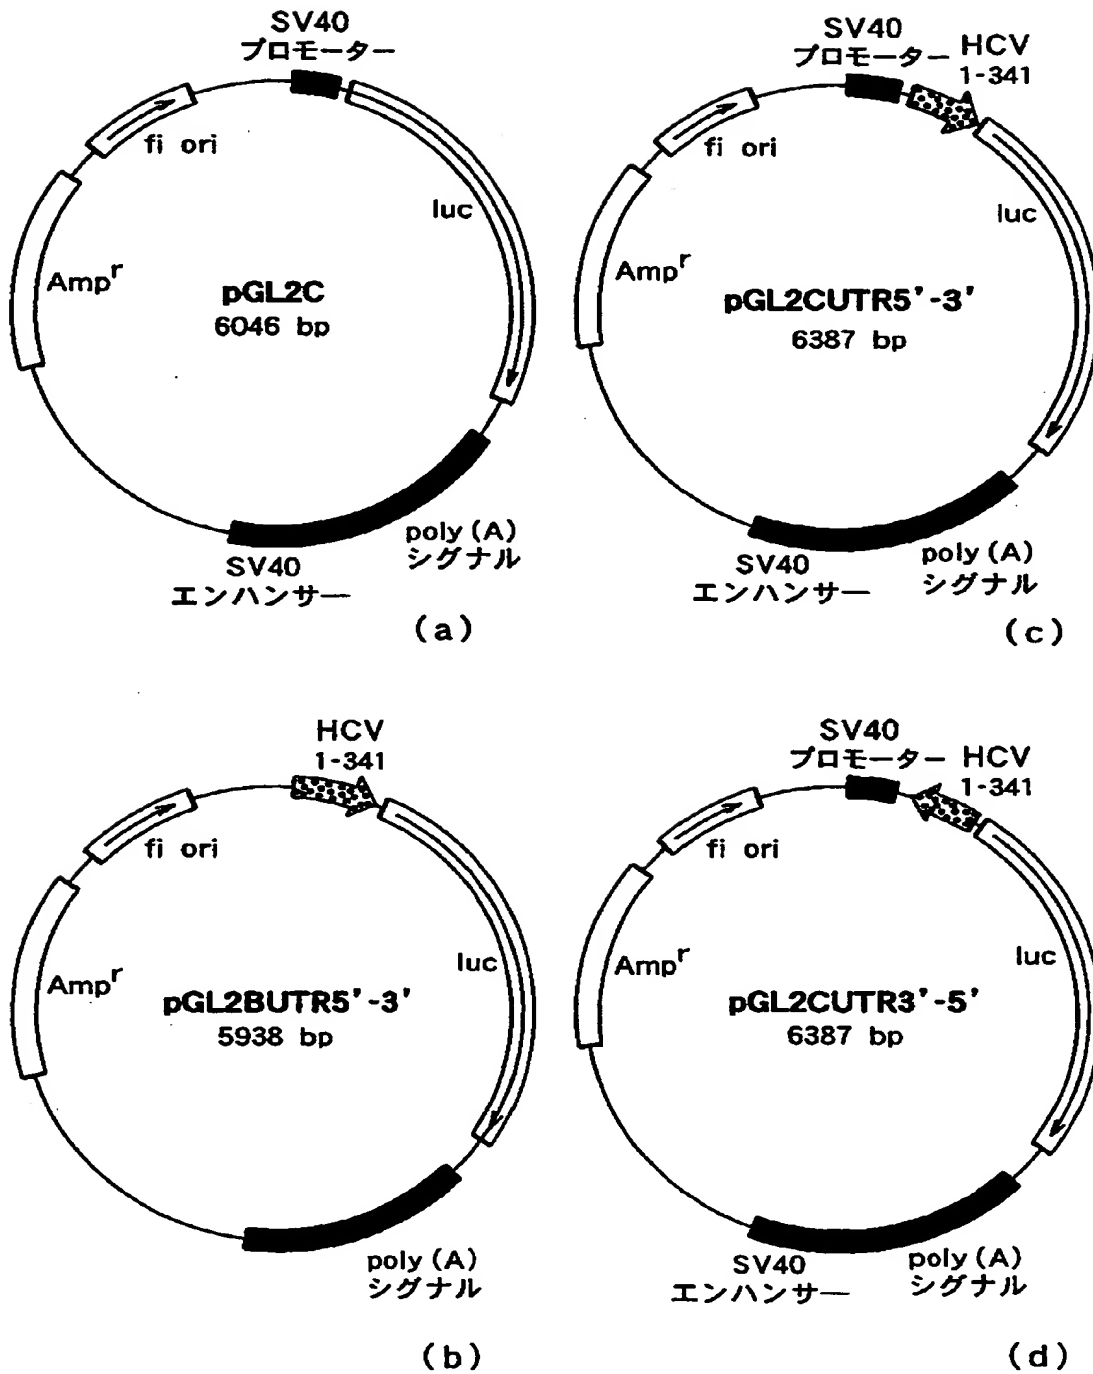 SV40
プロモーター
fi ori
luc
Ampr
pGL2C
6046 bp
poly (A)
シグナル
SV40
エンハンサー
(a)
SV40
プロモーター
HCV
1-341
fi ori
luc
Ampr
pGL2CUTR5'-3'
6387 bp
poly (A)
シグナル
SV40
エンハンサー
(c)
HCV
1-341
fi ori
luc
Ampr
pGL2BUTR5'-3'
5938 bp
poly (A)
シグナル
(b)
SV40
プロモーター
HCV
1-341
fi ori
luc
Ampr
pGL2CUTR3'-5'
6387 bp
SV40
エンハンサー
poly (A)
シグナル
(d)